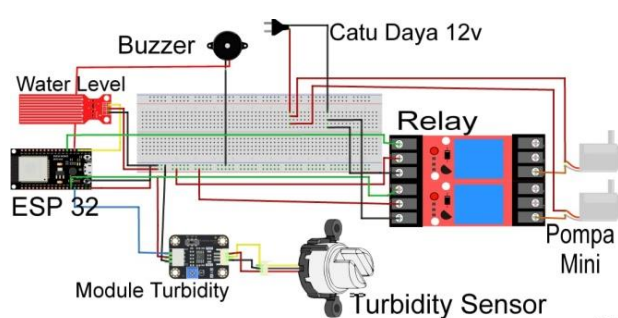 Buzzer
Catu Daya 12v
Water Level
Relay
ESP 32
Pompa
Mini
Module Turbidity
Turbidity Sensor